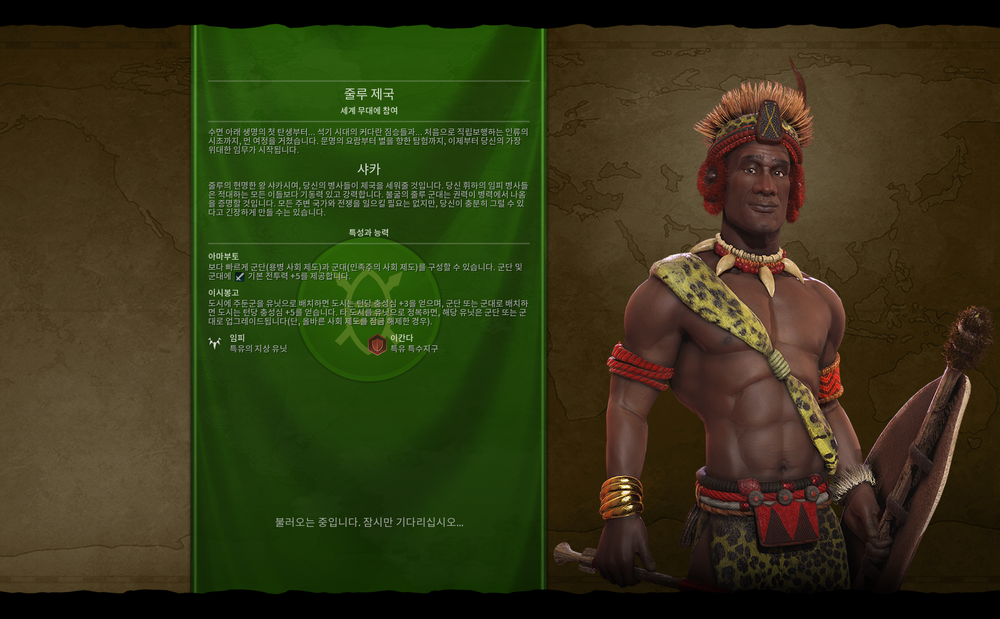 줄루 제국
세계 무대에 참여
수면 아래 생명의 첫 탄생부터... 석기 시대의 커다란 짐승들과... 처음으로 직립보행하는 인류의
시초까지, 먼 여정을 거쳤습니다. 문명의 요람부터 별을 향한 탐험까지, 이제부터 당신의 가장
위대한 임무가 시작됩니다.
샤카
줄루의 현명한 왕 샤카시여, 당신의 병사들이 제국을 세워줄 것입니다. 당신 휘하의 임피 병사들
은 적대하는 모든 이들보다 기동력 있고 강력합니다. 불굴의 줄루 군대는 권력이 병력에서 나옴
을 증명할 것입니다. 모든 주변 국가와 전쟁을 일으킬 필요는 없지만, 당신이 충분히 그럴 수 있
다고 긴장하게 만들 수는 있습니다.
특성과 능력
아마부토
보다 빠르게 군단(용병 사회 제도)과 군대(민족주의 사회 제도)를 구성할 수 있습니다. 군단 및
군대에 기본 전투력 +5를 제공합니다.
이시봉고
도시에 주둔군을 유닛으로 배치하면 도시는 턴당 충성심 +3을 얻으며, 군단 또는 군대로 배치하
면 도시는 턴당 충성심 +5를 얻습니다. 타 도시를 유닛으로 정복하면, 해당 유닛은 군단 또는 군
대로 업그레이드됩니다(단, 올바른 사회 제도를 잠금 해제한 경우).
임피
특유의 지상 유닛
이칸다
특유 특수지구
불러오는 중입니다. 잠시만 기다리십시오...